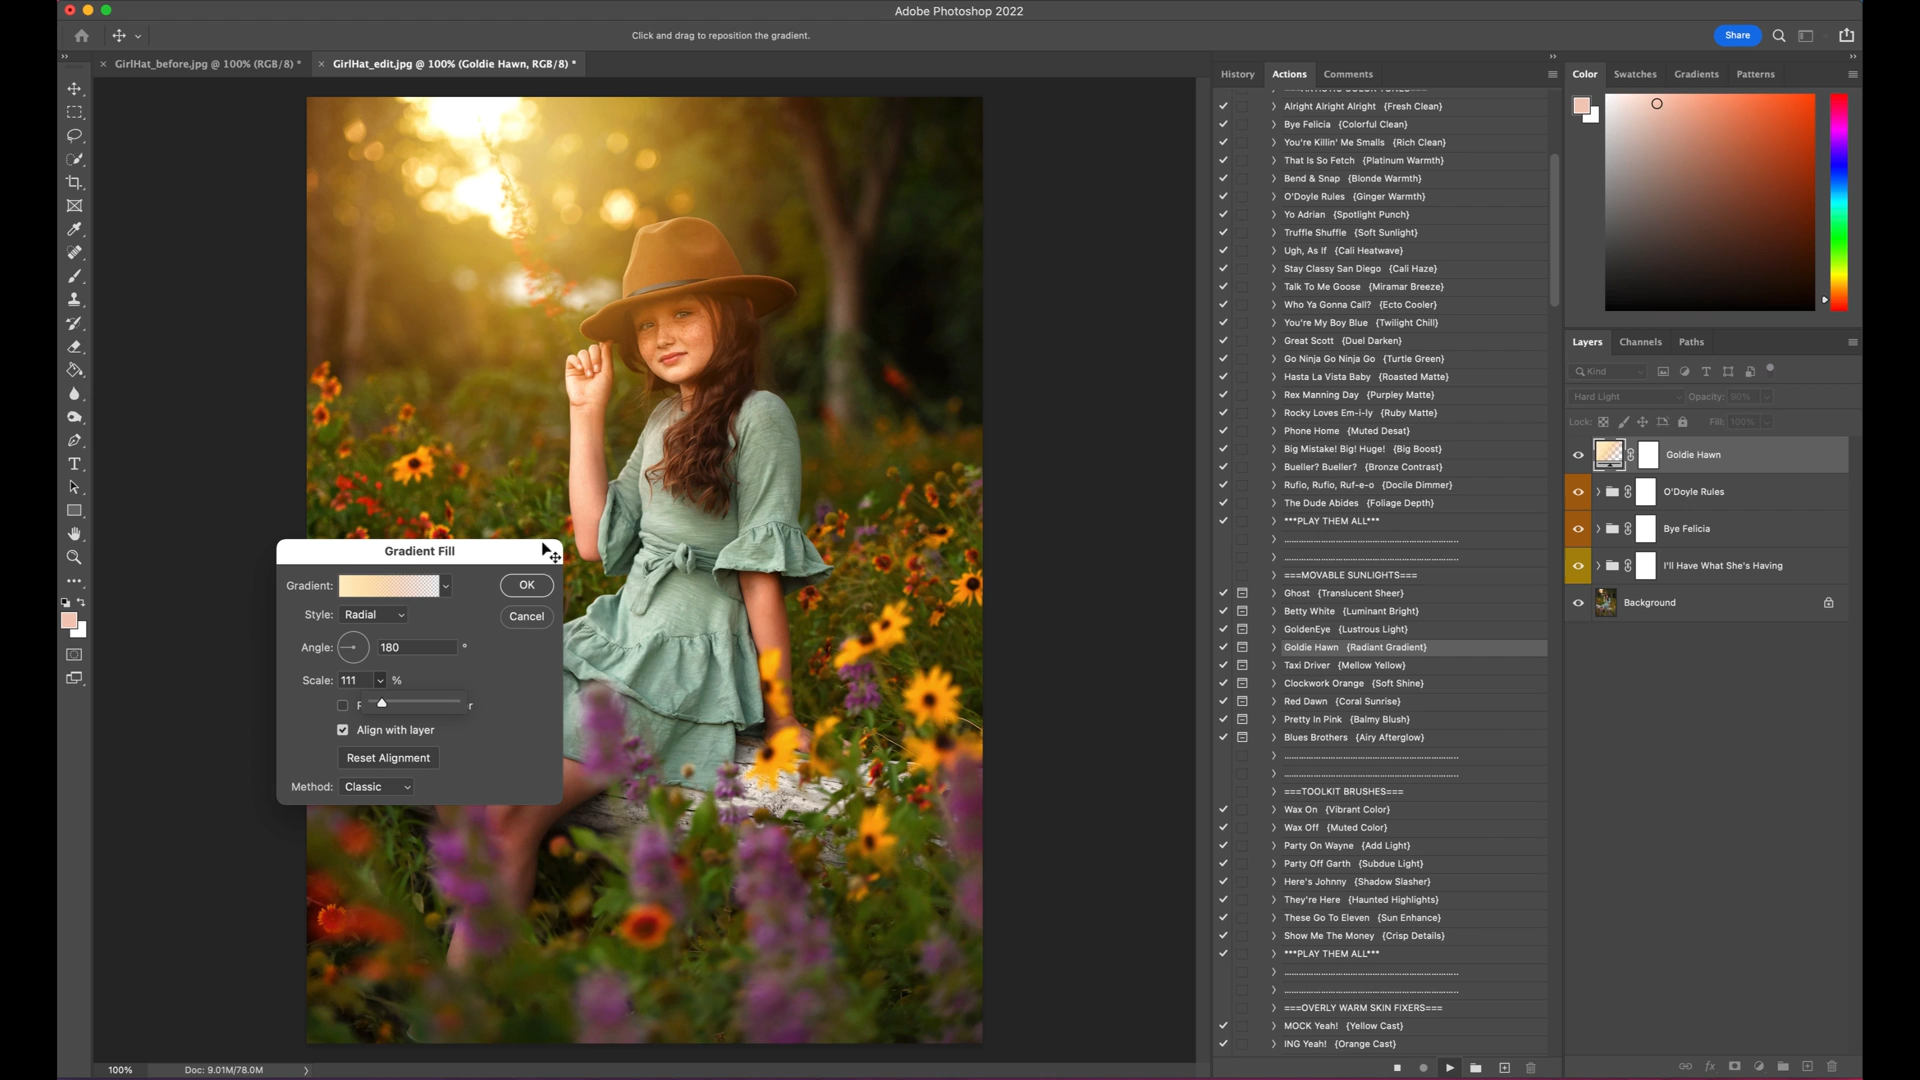 Adobe Photoshop 2022
Click and drag to reposition the gradient.
Share
GirlHat_before.jpg @ 100% (RGB/8) *
GirlHat_edit.jpg @ 100% (Goldie Hawn, RGB/8) *
History
Actions
Comments
Alright Alright Alright {Fresh Clean}
Bye Felicia {Colorful Clean}
You're Killin' Me Smalls {Rich Clean}
That Is So Fetch {Platinum Warmth}
Bend & Snap {Blonde Warmth}
O'Doyle Rules {Ginger Warmth}
Yo Adrian {Spotlight Punch}
Truffle Shuffle {Soft Sunlight}
Ugh, As If {Cali Heatwave}
Stay Classy San Diego {Cali Haze}
Talk To Me Goose {Miramar Breeze}
Who Ya Gonna Call? {Ecto Cooler}
You're My Boy Blue {Twilight Chill}
Great Scott {Duel Darken}
Go Ninja Go Ninja Go {Turtle Green}
Hasta La Vista Baby {Roasted Matte}
Rex Manning Day {Purpley Matte}
Rocky Loves Em-i-ly {Ruby Matte}
Phone Home {Muted Desat}
Big Mistake! Big! Huge! {Big Boost}
Bueller? Bueller? {Bronze Contrast}
Rufio, Rufio, Ruf-e-o {Docile Dimmer}
The Dude Abides {Foliage Depth}
***PLAY THEM ALL***
===MOVABLE SUNLIGHTS===
Ghost {Translucent Sheer}
Betty White {Luminant Bright}
GoldenEye {Lustrous Light}
Goldie Hawn {Radiant Gradient}
Taxi Driver {Mellow Yellow}
Clockwork Orange {Soft Shine}
Red Dawn {Coral Sunrise}
Pretty In Pink {Balmy Blush}
Blues Brothers {Airy Afterglow}
===TOOLKIT BRUSHES===
Wax On {Vibrant Color}
Wax Off {Muted Color}
Party On Wayne {Add Light}
Party Off Garth {Subdue Light}
Here's Johnny {Shadow Slasher}
They're Here {Haunted Highlights}
These Go To Eleven {Sun Enhance}
Show Me The Money {Crisp Details}
***PLAY THEM ALL***
===OVERLY WARM SKIN FIXERS===
MOCK Yeah! {Yellow Cast}
ING Yeah! {Orange Cast}
Color
Swatches
Gradients
Patterns
Layers
Channels
Paths
Kind
Hard Light
Opacity: 90%
Lock:
Fill: 100%
Goldie Hawn
O'Doyle Rules
Bye Felicia
I'll Have What She's Having
Background
Gradient Fill
Gradient:
OK
Style: Radial
Cancel
Angle: 180 °
Scale: 111 %
Align with layer
Reset Alignment
Method: Classic
100%
Doc: 9.01M/78.0M